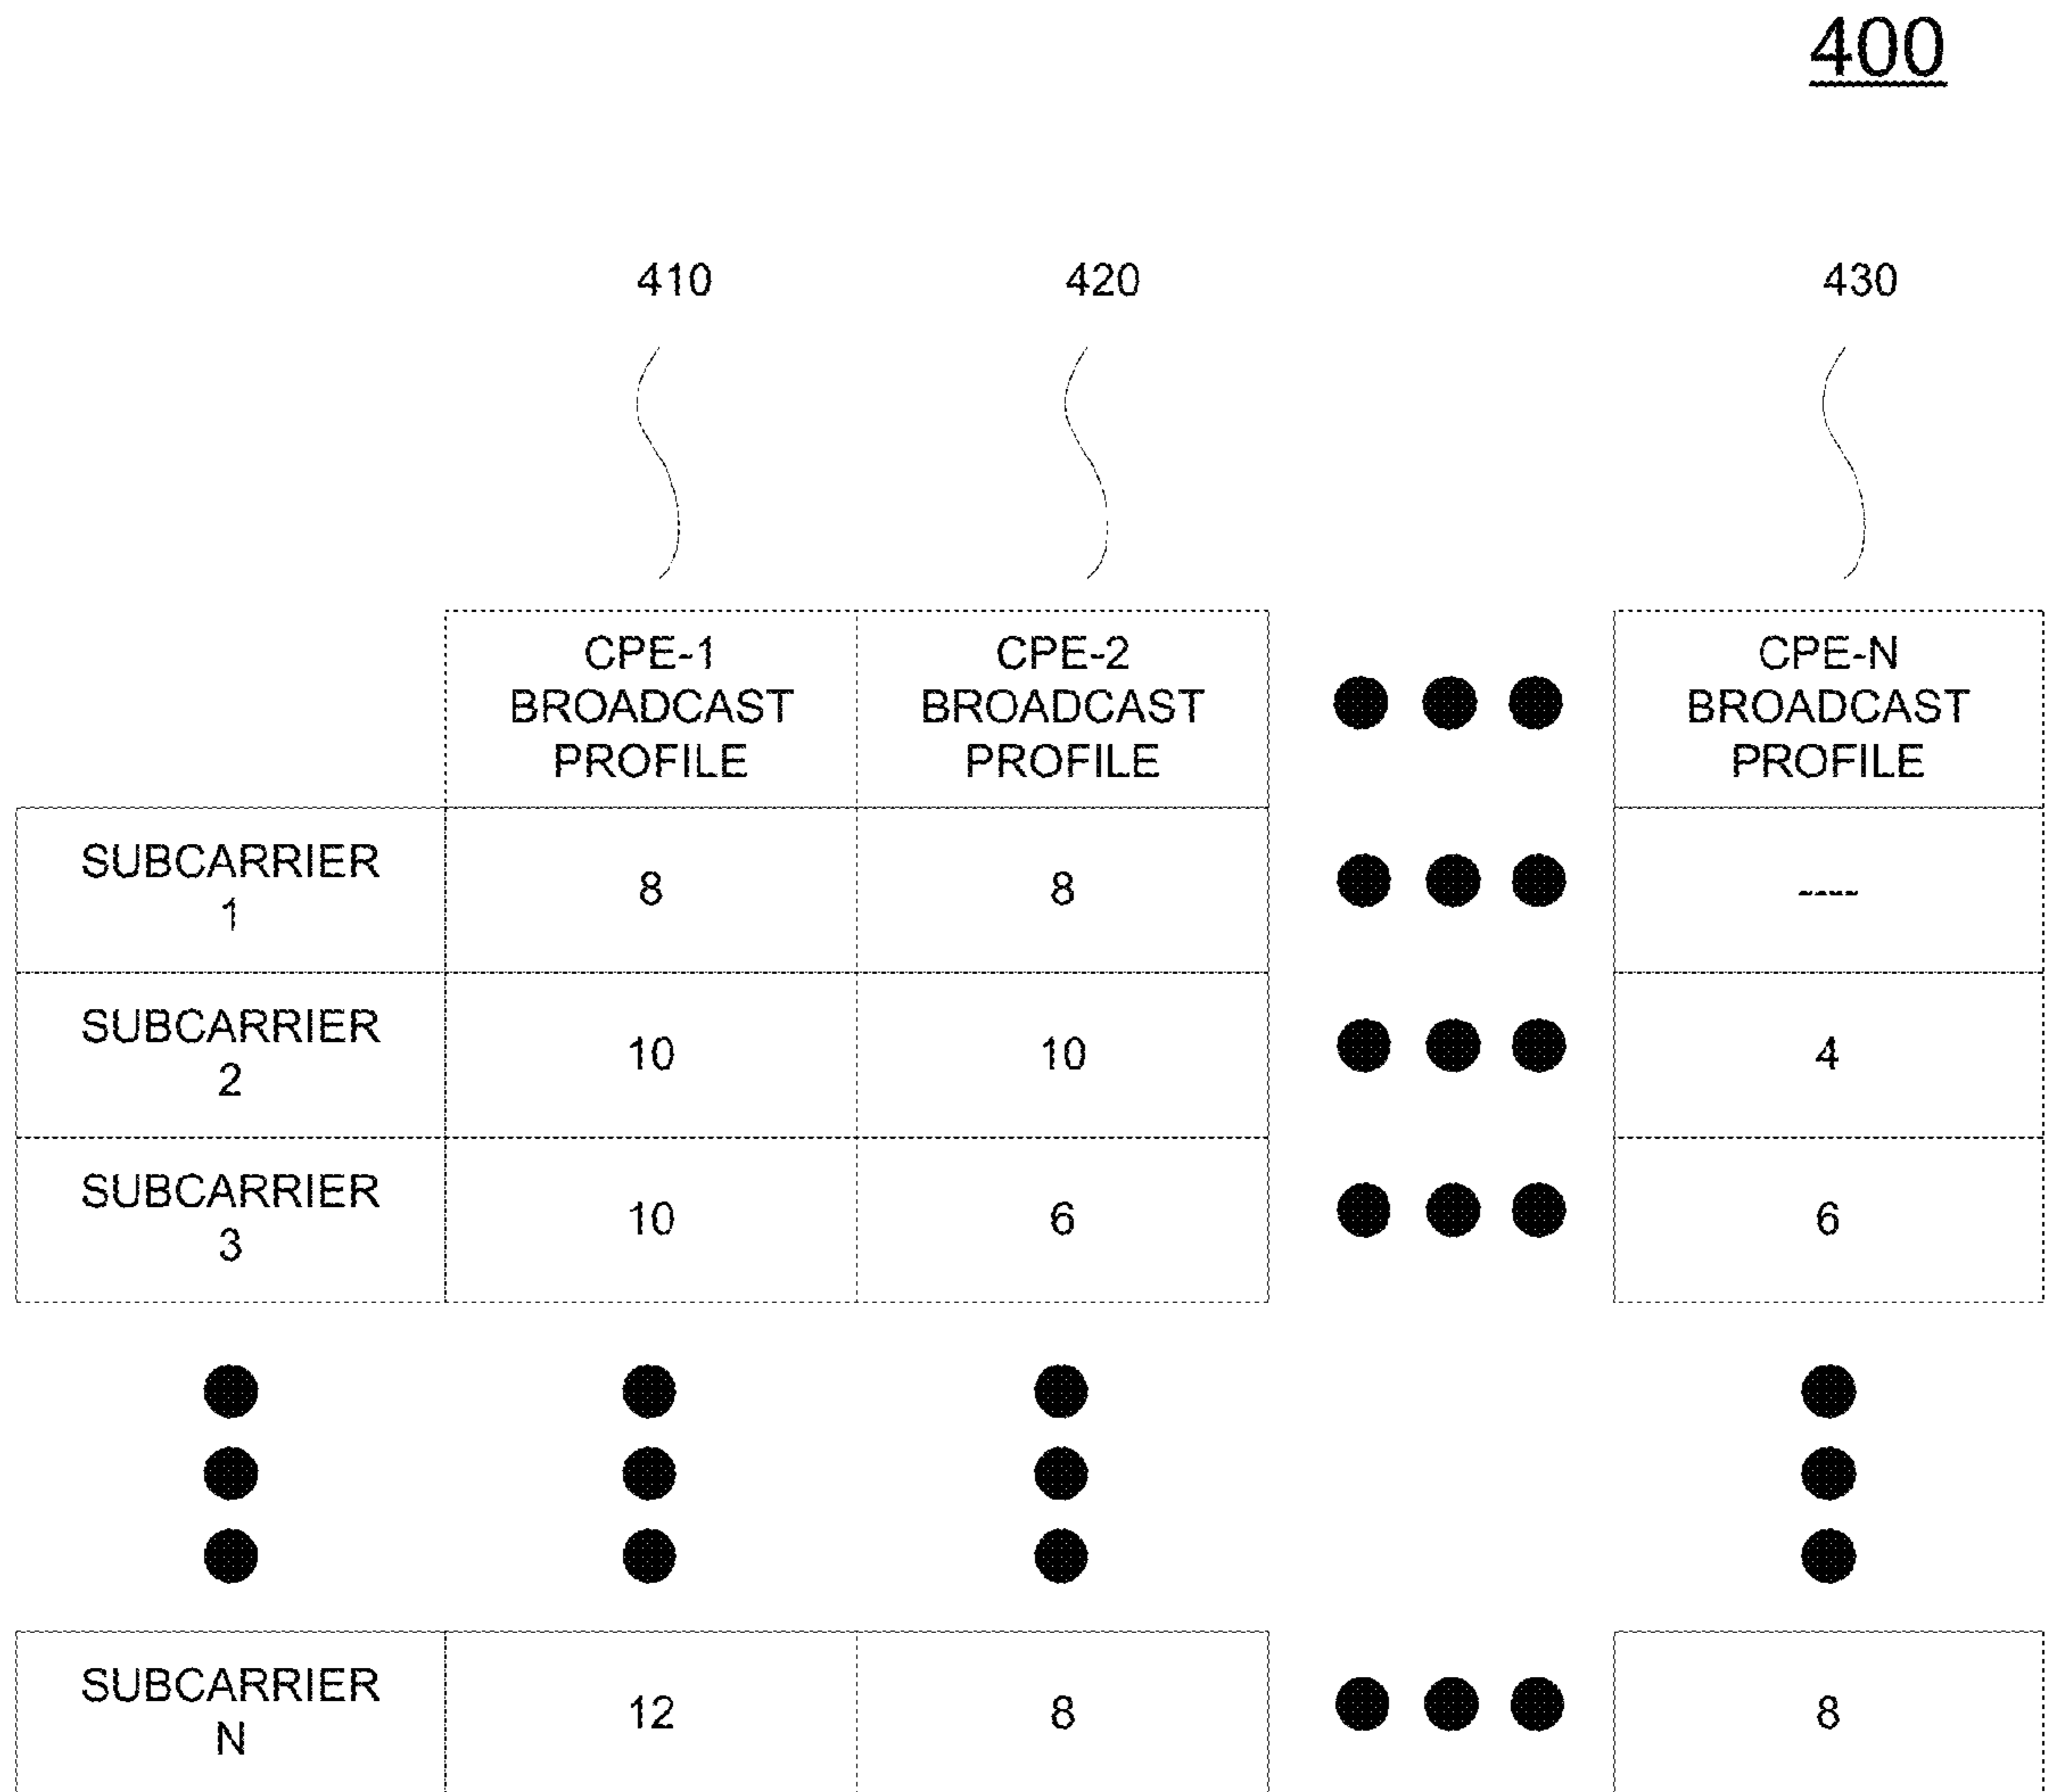 400
410 420 430
CPE-1 BROADCAST PROFILE CPE-2 BROADCAST PROFILE CPE-N BROADCAST PROFILE
SUBCARRIER 1 8 8 ----
SUBCARRIER 2 10 10 4
SUBCARRIER 3 10 6 6
SUBCARRIER N 12 8 8